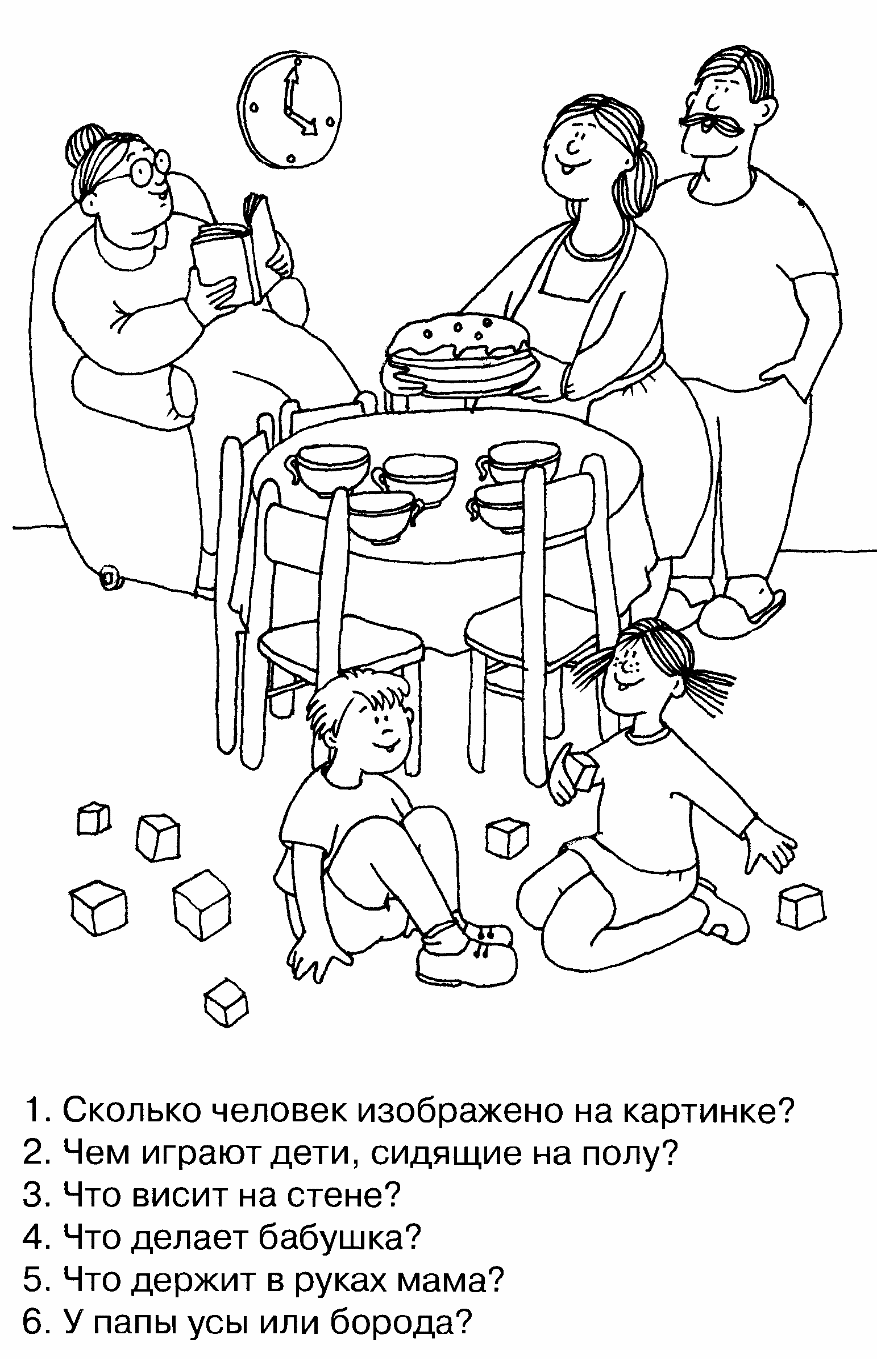 1. Сколько человек изображено на картинке?
2. Чем играют дети, сидящие на полу?
3. Что висит на стене?
4. Что делает бабушка?
5. Что держит в руках мама?
6. У папы усы или борода?